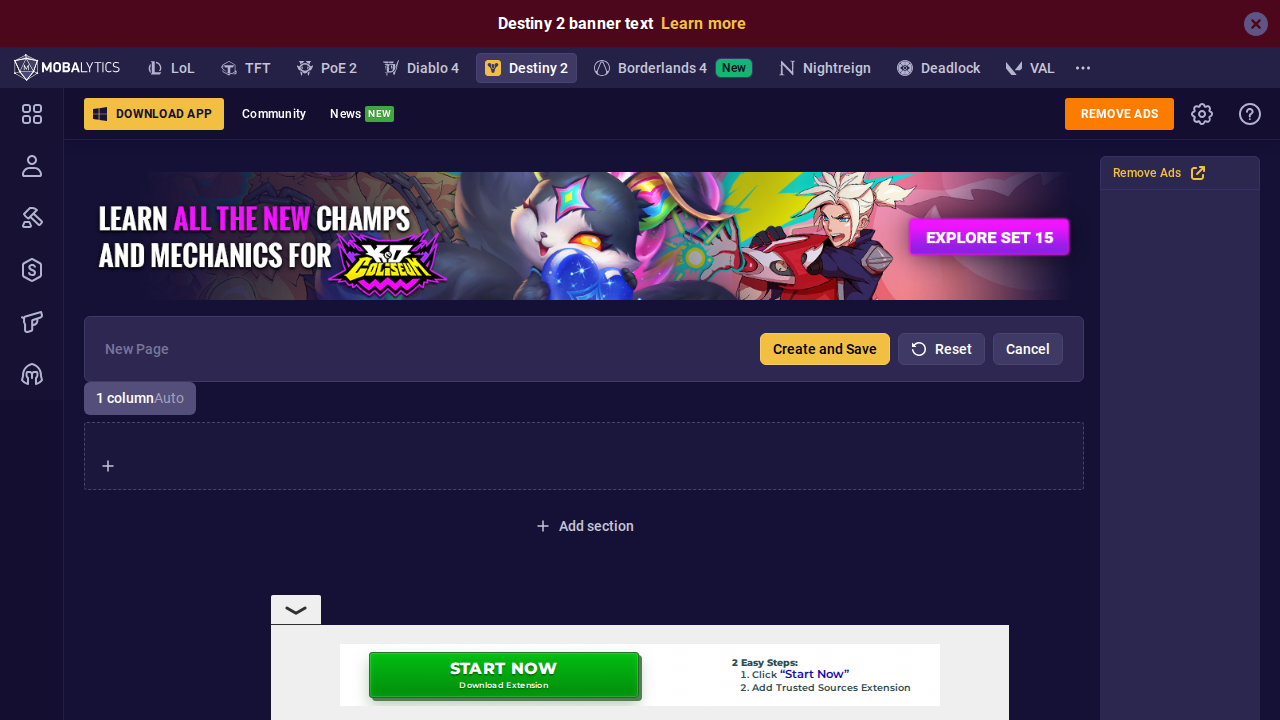 Destiny 2 banner text Learn more
MOBALYTICS
LoL
TFT
PoE 2
Diablo 4
Destiny 2
Borderlands 4 New
Nightreign
Deadlock
VAL
DOWNLOAD APP
Community
News NEW
REMOVE ADS
Remove Ads
LEARN ALL THE NEW CHAMPS
AND MECHANICS FOR
COLISEUM
EXPLORE SET 15
New Page
Create and Save
Reset
Cancel
1 columnAuto
Add section
START NOW
Download Extension
2 Easy Steps:
1. Click “Start Now”
2. Add Trusted Sources Extension